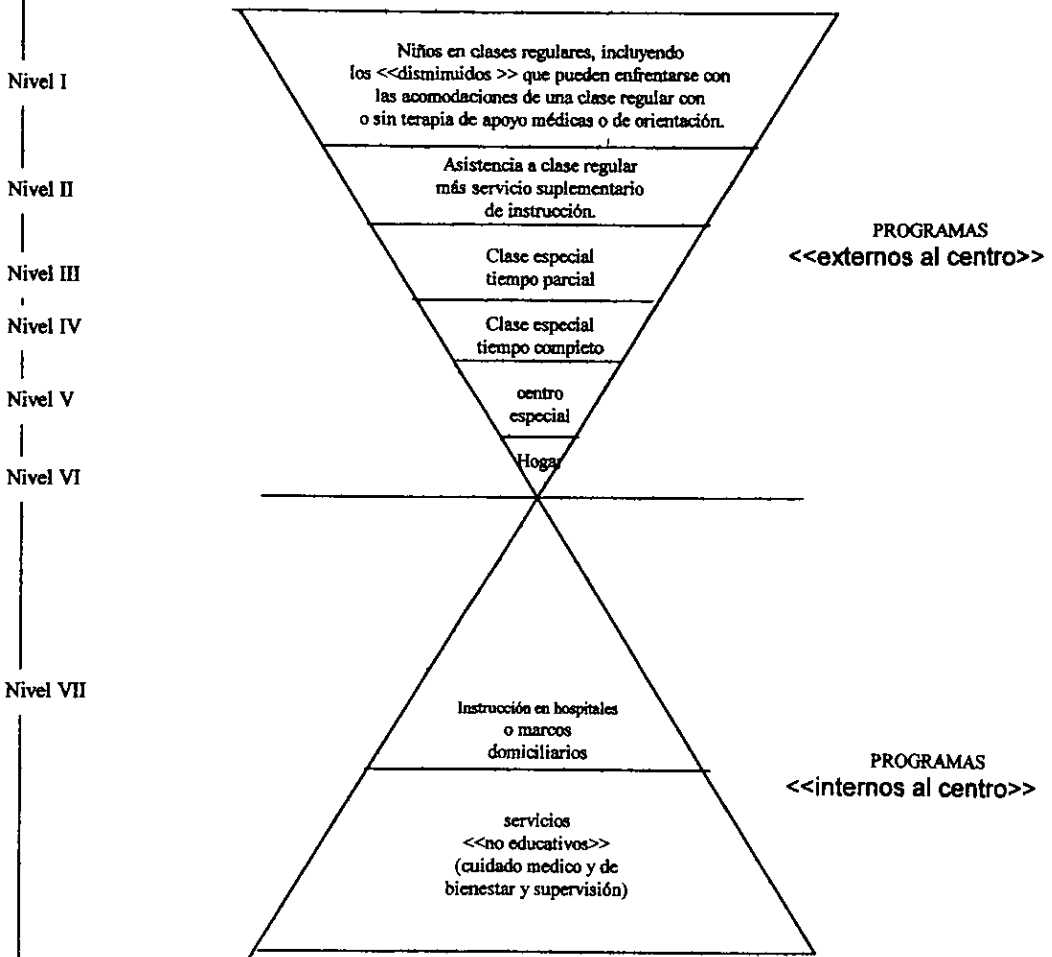 Nivel I
Niños en clases regulares, incluyendo
los <<disminuidos >> que pueden enfrentarse con
las acomodaciones de una clase regular con
o sin terapia de apoyo médicas o de orientación.
Nivel II
Asistencia a clase regular
más servicio suplementario
de instrucción.
PROGRAMAS
<<externos al centro>>
Nivel III
Clase especial
tiempo parcial
Nivel IV
Clase especial
tiempo completo
Nivel V
centro
especial
Nivel VI
Hogar
Nivel VII
Instrucción en hospitales
o marcos
domiciliarios
PROGRAMAS
<<internos al centro>>
servicios
<<no educativos>>
(cuidado medico y de
bienestar y supervisión)